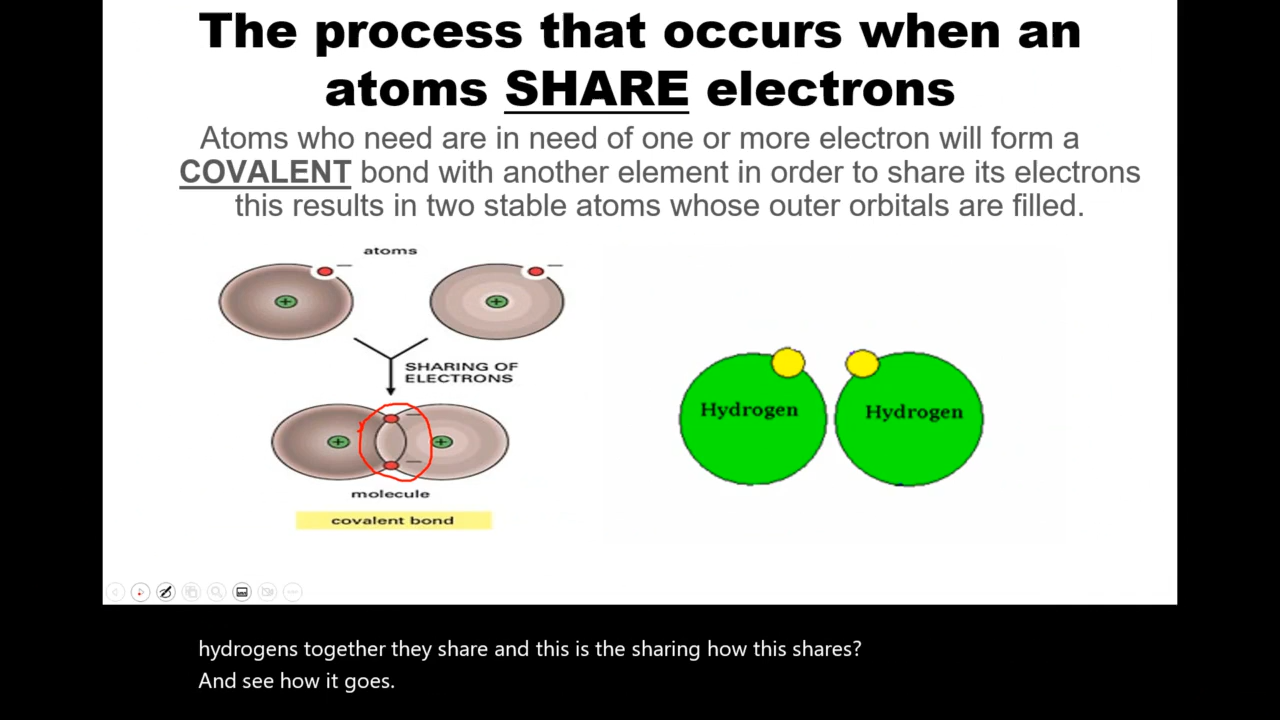 The process that occurs when an
atoms SHARE electrons
Atoms who need are in need of one or more electron will form a
COVALENT bond with another element in order to share its electrons
this results in two stable atoms whose outer orbitals are filled.
atoms
SHARING OF
ELECTRONS
molecule
covalent bond
Hydrogen
Hydrogen
hydrogens together they share and this is the sharing how this shares?
And see how it goes.